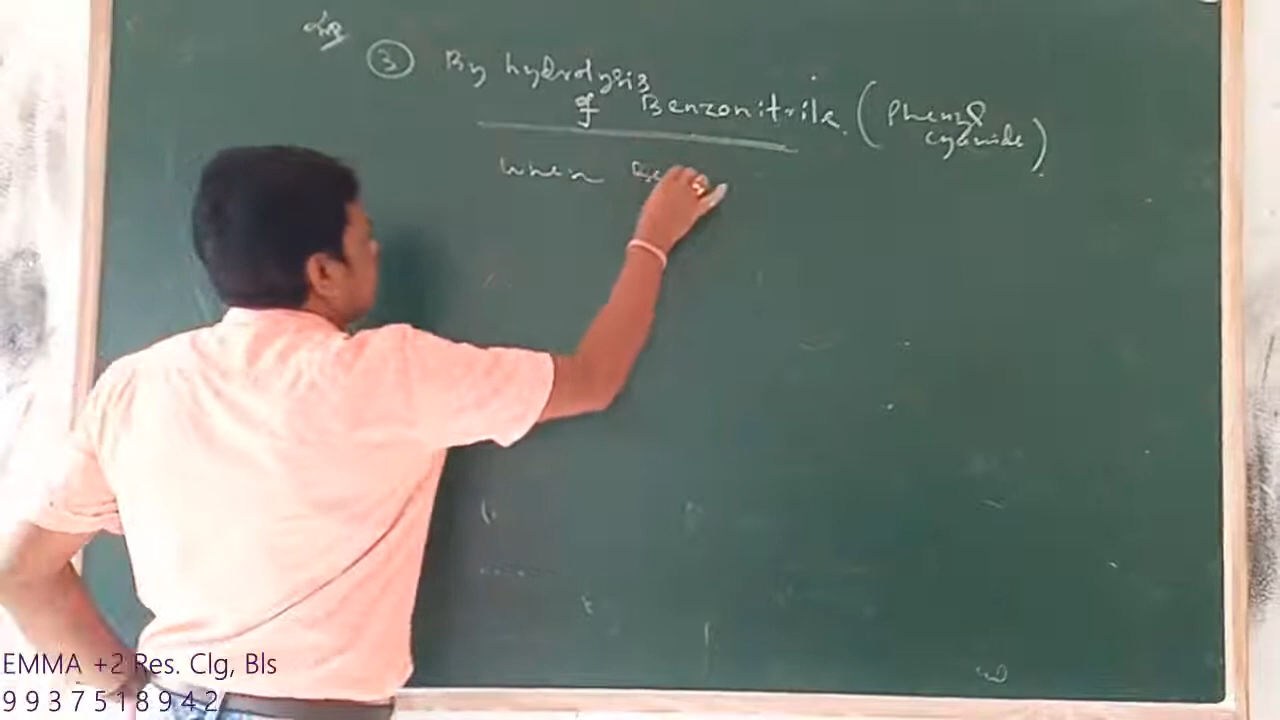 ③ By hydrolysis
of Benzonitrile. (Phenyl
cyanide)
When
EMMA +2 Res. Clg, Bls
9937518942